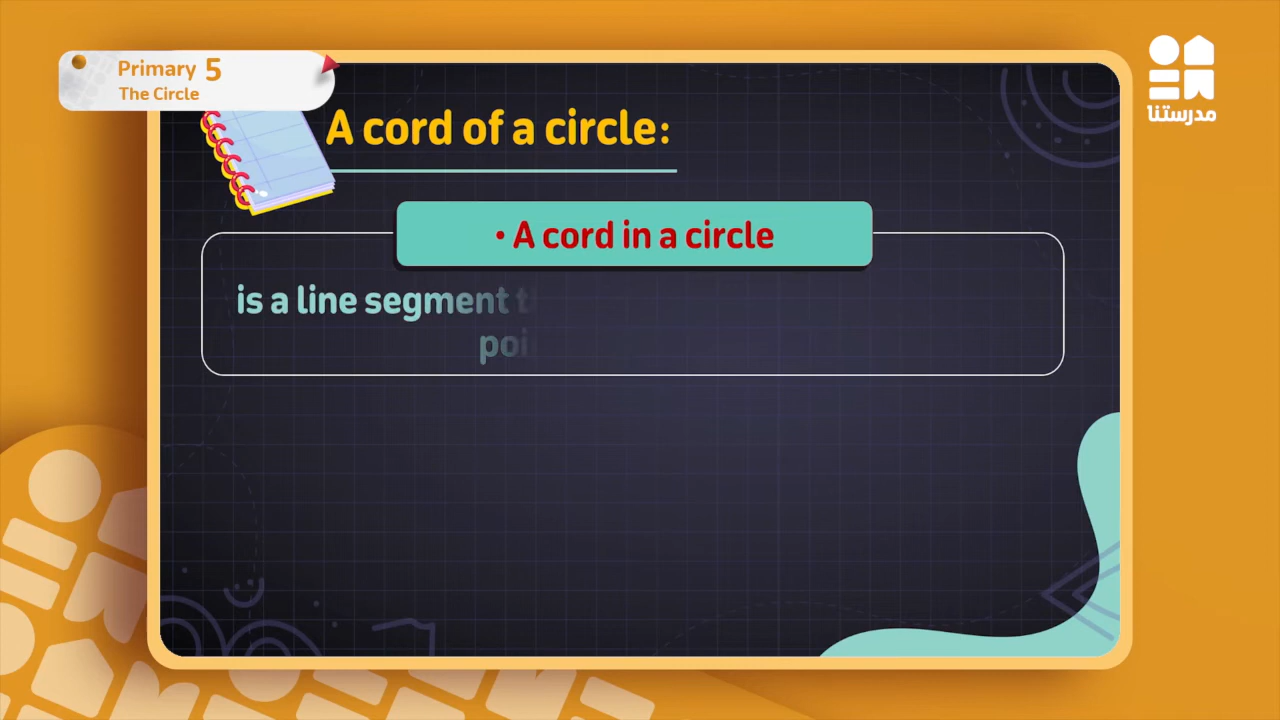 Primary 5
The Circle
مدرستنا
A cord of a circle:
• A cord in a circle
is a line segment